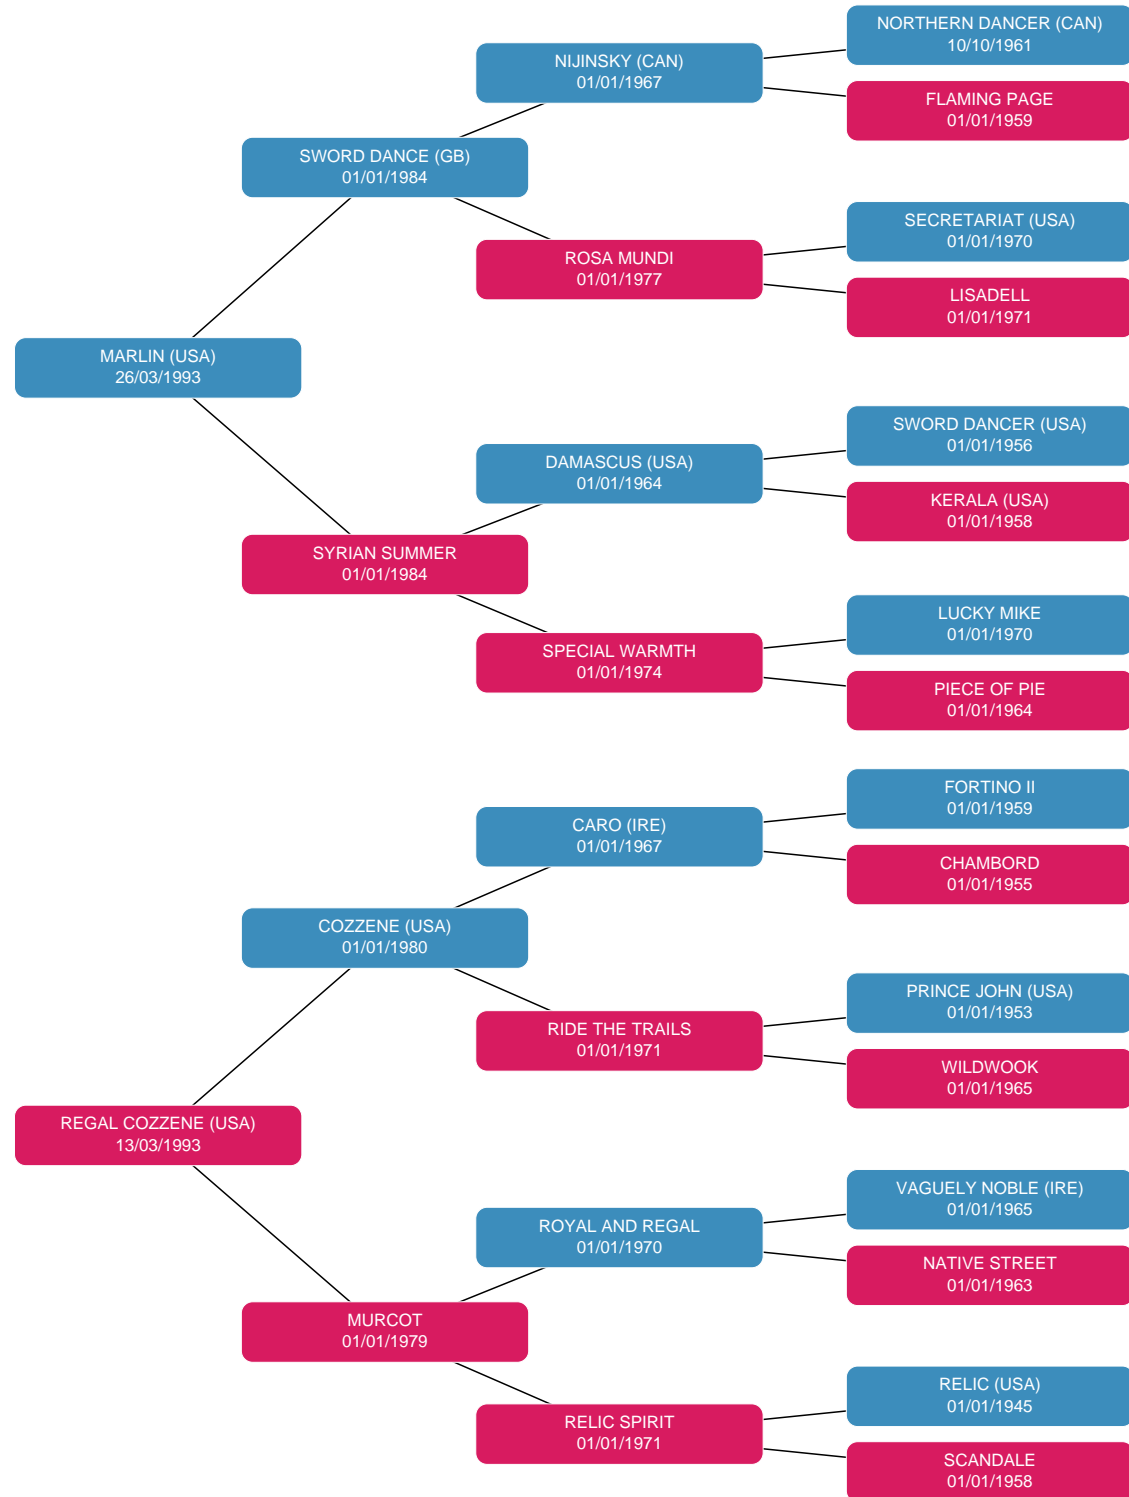 NORTHERN DANCER (CAN)
10/10/1961
NIJINSKY (CAN)
01/01/1967
FLAMING PAGE
01/01/1959
SWORD DANCE (GB)
01/01/1984
SECRETARIAT (USA)
01/01/1970
ROSA MUNDI
01/01/1977
LISADELL
01/01/1971
MARLIN (USA)
26/03/1993
SWORD DANCER (USA)
01/01/1956
DAMASCUS (USA)
01/01/1964
KERALA (USA)
01/01/1958
SYRIAN SUMMER
01/01/1984
LUCKY MIKE
01/01/1970
SPECIAL WARMTH
01/01/1974
PIECE OF PIE
01/01/1964
FORTINO II
01/01/1959
CARO (IRE)
01/01/1967
CHAMBORD
01/01/1955
COZZENE (USA)
01/01/1980
PRINCE JOHN (USA)
01/01/1953
RIDE THE TRAILS
01/01/1971
WILDWOOK
01/01/1965
REGAL COZZENE (USA)
13/03/1993
VAGUELY NOBLE (IRE)
01/01/1965
ROYAL AND REGAL
01/01/1970
NATIVE STREET
01/01/1963
MURCOT
01/01/1979
RELIC (USA)
01/01/1945
RELIC SPIRIT
01/01/1971
SCANDALE
01/01/1958